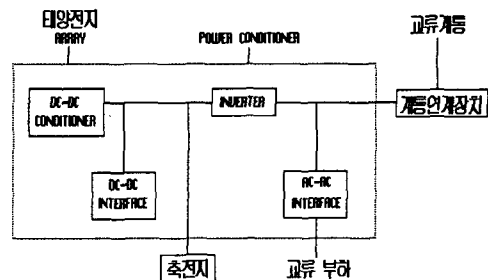 태양전지
ARRAY
POWER CONDITIONER
교류계통
DC-DC
CONDITIONER
INVERTER
계통연계장치
DC-DC
INTERFACE
AC-AC
INTERFACE
축전지
교류 부하